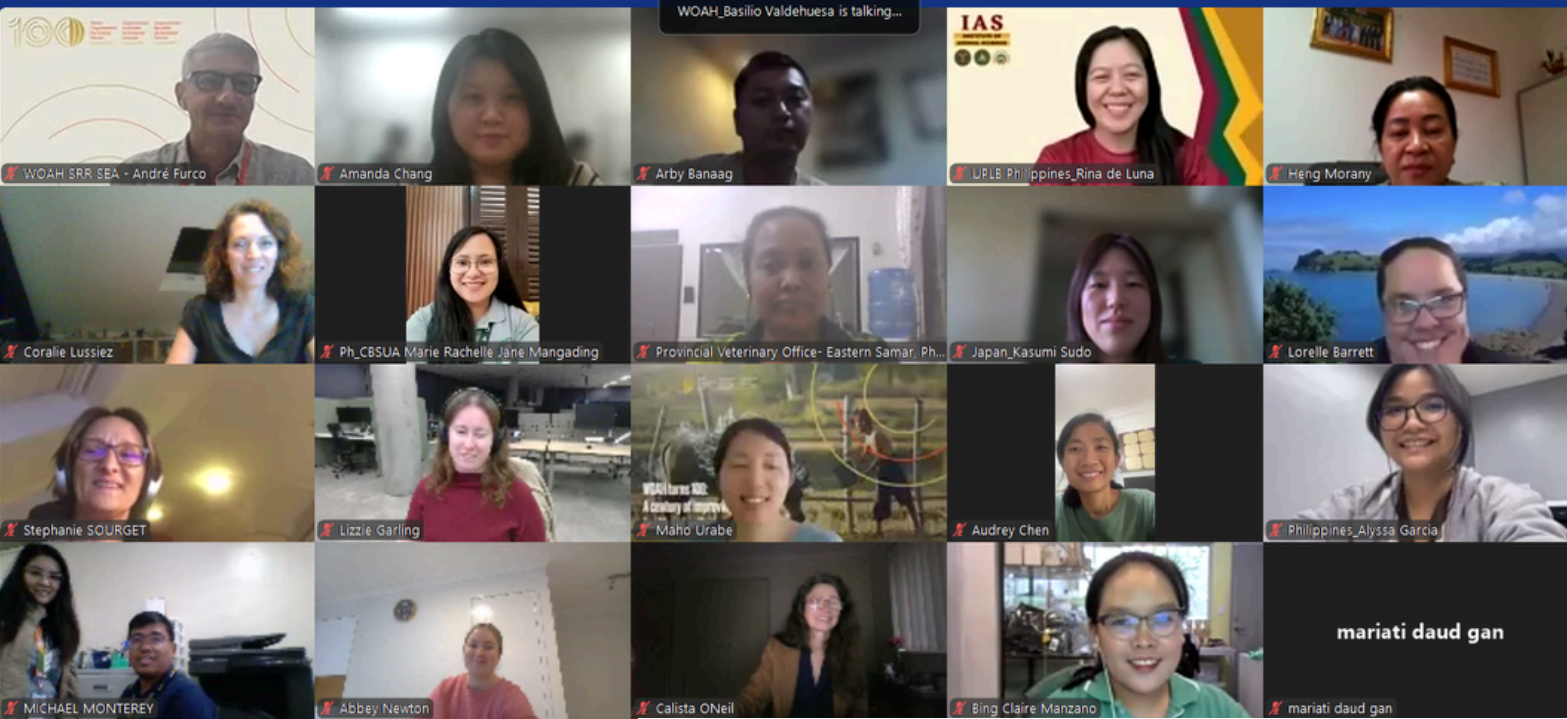 WOAH_Basilio Valdehuesa is talking...
100
IAS
WOAH SRR SEA - André Furco
Amanda Chang
Arby Banaag
UPLB Philippines_Rina de Luna
Heng Morany
Coralie Lussiez
Ph_CBSUA Marie Rachelle Jane Mangading
Provincial Veterinary Office- Eastern Samar, Ph...
Japan_Kasumi Sudo
Lorelle Barrett
WOAH turns 100:
A century of improvi
Stephanie SOURGET
Lizzie Garling
Maho Urabe
Audrey Chen
Philippines_Alyssa Garcia
mariati daud gan
MICHAEL MONTEREY
Abbey Newton
Calista ONeil
Bing Claire Manzano
mariati daud gan